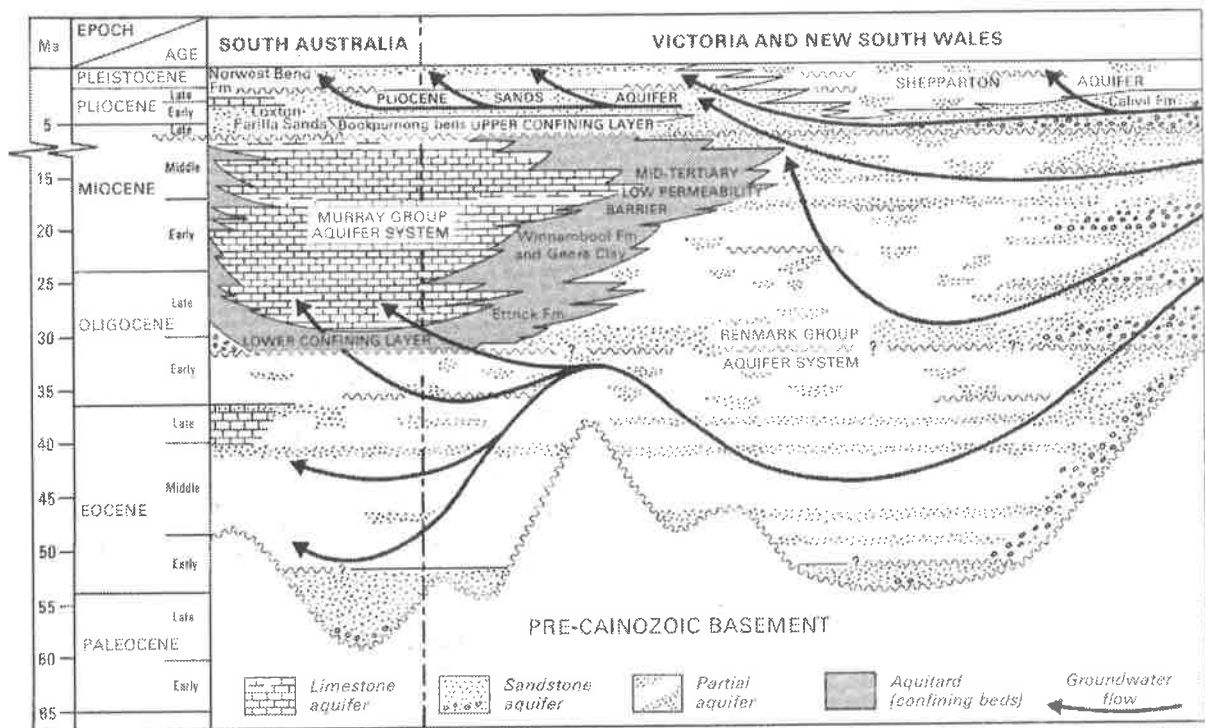 Ma
EPOCH
AGE
SOUTH AUSTRALIA
VICTORIA AND NEW SOUTH WALES
PLEISTOCENE
Norwest Bend
Fm
SHEPPARTON AQUIFER
PLIOCENE
Late
Early
PLIOCENE SANDS AQUIFER
Calivil Fm
Loxton-
Parilla Sands
Bookpurnong beds UPPER CONFINING LAYER
5
Late
MIOCENE
Middle
Early
15
20
MID-TERTIARY
LOW PERMEABILITY
BARRIER
MURRAY GROUP
AQUIFER SYSTEM
Winnambool Fm
and Geera Clay
25
OLIGOCENE
Late
Early
30
Ettrick Fm
LOWER CONFINING LAYER
?
RENMARK GROUP
?
?
AQUIFER SYSTEM
35
40
EOCENE
Late
Middle
Early
45
50
?
?
55
PALEOCENE
Late
Early
60
65
PRE-CAINOZOIC BASEMENT
Limestone
aquifer
Sandstone
aquifer
Partial
aquifer
Aquitard
(confining beds)
Groundwater
flow